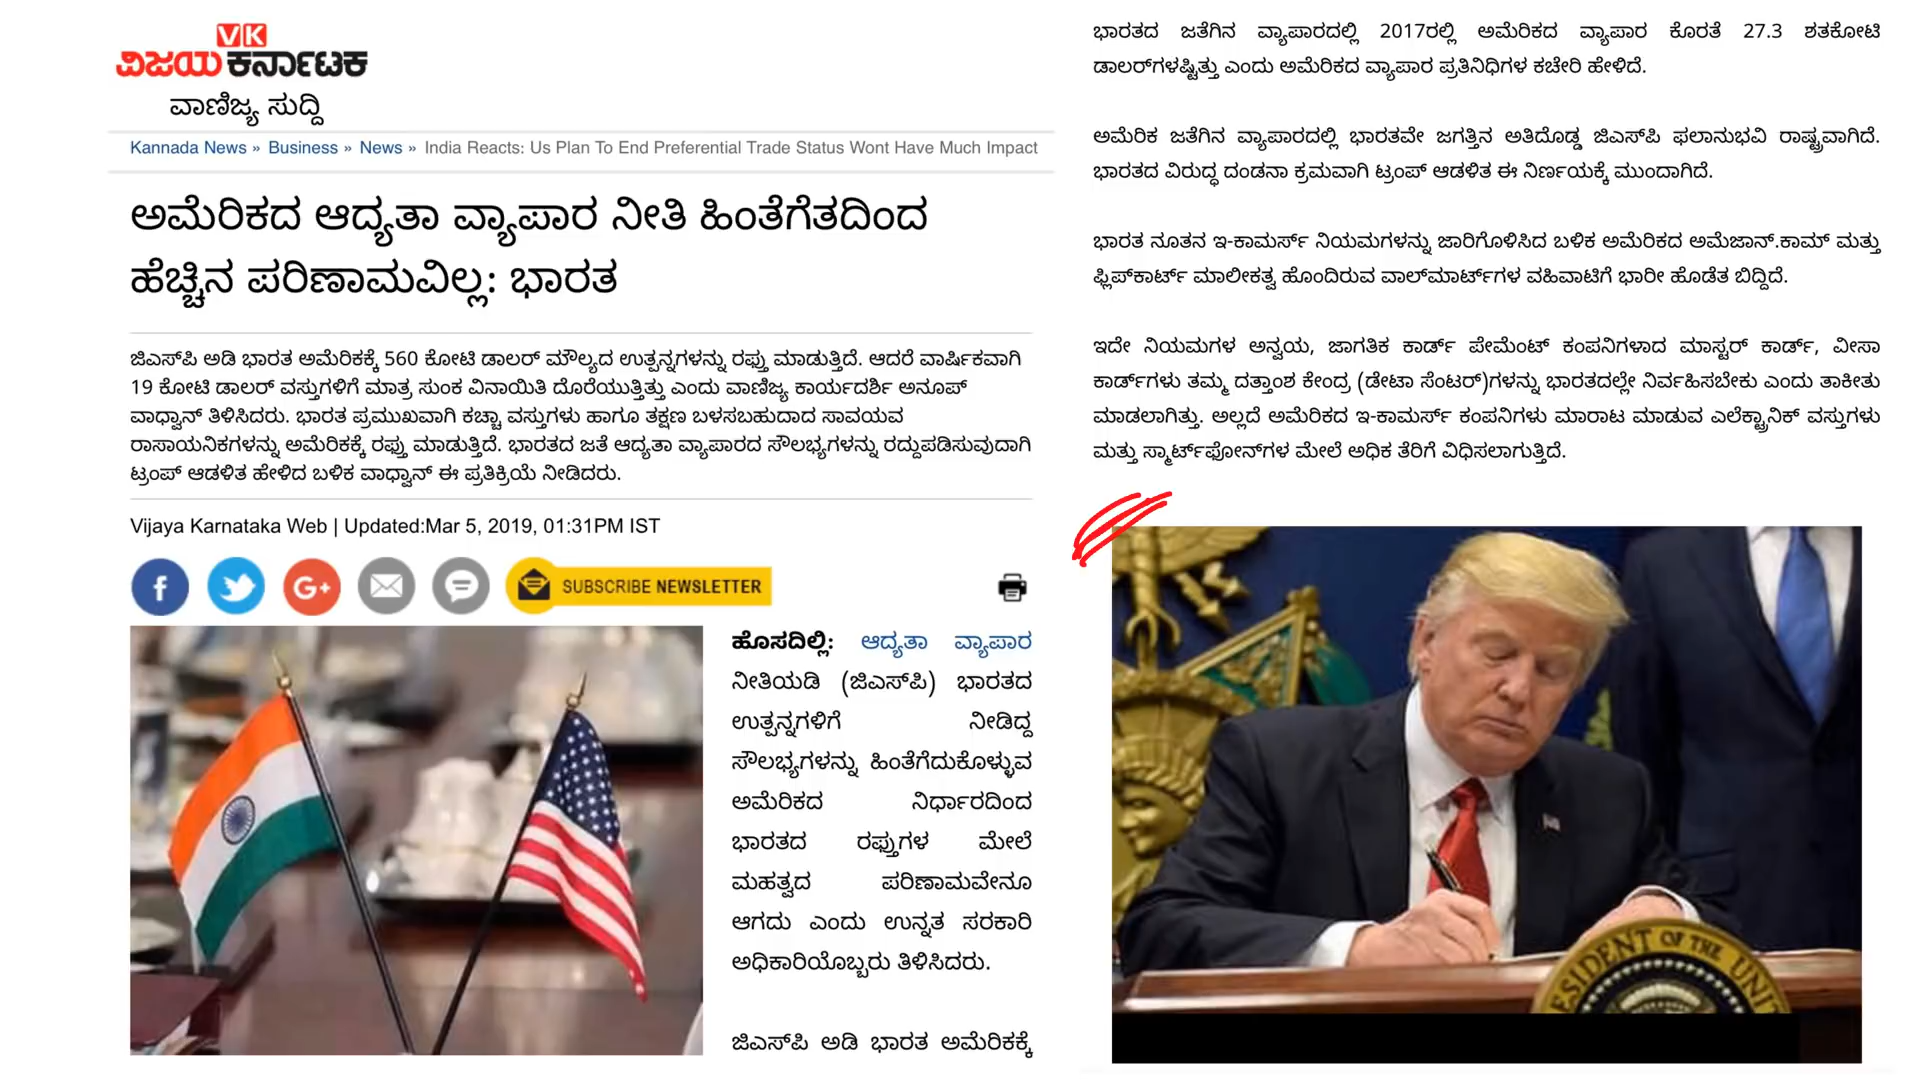 VK
ವಿಜಯ ಕರ್ನಾಟಕ
ವಾಣಿಜ್ಯ ಸುದ್ದಿ
Kannada News » Business » News » India Reacts: Us Plan To End Preferential Trade Status Wont Have Much Impact
ಅಮೆರಿಕದ ಆದ್ಯತಾ ವ್ಯಾಪಾರ ನೀತಿ ಹಿಂತೆಗೆತದಿಂದ
ಹೆಚ್ಚಿನ ಪರಿಣಾಮವಿಲ್ಲ: ಭಾರತ
ಜಿಎಸ್‌ಪಿ ಅಡಿ ಭಾರತ ಅಮೆರಿಕಕ್ಕೆ 560 ಕೋಟಿ ಡಾಲರ್ ಮೌಲ್ಯದ ಉತ್ಪನ್ನಗಳನ್ನು ರಫ್ತು ಮಾಡುತ್ತಿದೆ. ಆದರೆ ವಾರ್ಷಿಕವಾಗಿ
19 ಕೋಟಿ ಡಾಲರ್ ವಸ್ತುಗಳಿಗೆ ಮಾತ್ರ ಸುಂಕ ವಿನಾಯಿತಿ ದೊರೆಯುತ್ತಿತ್ತು ಎಂದು ವಾಣಿಜ್ಯ ಕಾರ್ಯದರ್ಶಿ ಅನೂಪ್
ವಾಧ್ವಾನ್ ತಿಳಿಸಿದರು. ಭಾರತ ಪ್ರಮುಖವಾಗಿ ಕಚ್ಚಾ ವಸ್ತುಗಳು ಹಾಗೂ ತಕ್ಷಣ ಬಳಸಬಹುದಾದ ಸಾವಯವ
ರಾಸಾಯನಿಕಗಳನ್ನು ಅಮೆರಿಕಕ್ಕೆ ರಫ್ತು ಮಾಡುತ್ತಿದೆ. ಭಾರತದ ಜತೆ ಆದ್ಯತಾ ವ್ಯಾಪಾರದ ಸೌಲಭ್ಯಗಳನ್ನು ರದ್ದುಪಡಿಸುವುದಾಗಿ
ಟ್ರಂಪ್ ಆಡಳಿತ ಹೇಳಿದ ಬಳಿಕ ವಾಧ್ವಾನ್ ಈ ಪ್ರತಿಕ್ರಿಯೆ ನೀಡಿದರು.
Vijaya Karnataka Web | Updated:Mar 5, 2019, 01:31PM IST
f
G+
SUBSCRIBE NEWSLETTER
ಹೊಸದಿಲ್ಲಿ: ಆದ್ಯತಾ ವ್ಯಾಪಾರ
ನೀತಿಯಡಿ (ಜಿಎಸ್‌ಪಿ) ಭಾರತದ
ಉತ್ಪನ್ನಗಳಿಗೆ ನೀಡಿದ್ದ
ಸೌಲಭ್ಯಗಳನ್ನು ಹಿಂತೆಗೆದುಕೊಳ್ಳುವ
ಅಮೆರಿಕದ ನಿರ್ಧಾರದಿಂದ
ಭಾರತದ ರಫ್ತುಗಳ ಮೇಲೆ
ಮಹತ್ವದ ಪರಿಣಾಮವೇನೂ
ಆಗದು ಎಂದು ಉನ್ನತ ಸರಕಾರಿ
ಅಧಿಕಾರಿಯೊಬ್ಬರು ತಿಳಿಸಿದರು.
ಜಿಎಸ್‌ಪಿ ಅಡಿ ಭಾರತ ಅಮೆರಿಕಕ್ಕೆ
ಭಾರತದ ಜತೆಗಿನ ವ್ಯಾಪಾರದಲ್ಲಿ 2017ರಲ್ಲಿ ಅಮೆರಿಕದ ವ್ಯಾಪಾರ ಕೊರತೆ 27.3 ಶತಕೋಟಿ
ಡಾಲರ್‌ಗಳಷ್ಟಿತ್ತು ಎಂದು ಅಮೆರಿಕದ ವ್ಯಾಪಾರ ಪ್ರತಿನಿಧಿಗಳ ಕಚೇರಿ ಹೇಳಿದೆ.
ಅಮೆರಿಕ ಜತೆಗಿನ ವ್ಯಾಪಾರದಲ್ಲಿ ಭಾರತವೇ ಜಗತ್ತಿನ ಅತಿದೊಡ್ಡ ಜಿಎಸ್‌ಪಿ ಫಲಾನುಭವಿ ರಾಷ್ಟ್ರವಾಗಿದೆ.
ಭಾರತದ ವಿರುದ್ಧ ದಂಡನಾ ಕ್ರಮವಾಗಿ ಟ್ರಂಪ್ ಆಡಳಿತ ಈ ನಿರ್ಣಯಕ್ಕೆ ಮುಂದಾಗಿದೆ.
ಭಾರತ ನೂತನ ಇ-ಕಾಮರ್ಸ್ ನಿಯಮಗಳನ್ನು ಜಾರಿಗೊಳಿಸಿದ ಬಳಿಕ ಅಮೆರಿಕದ ಅಮೆಜಾನ್.ಕಾಮ್ ಮತ್ತು
ಫ್ಲಿಪ್‌ಕಾರ್ಟ್ ಮಾಲೀಕತ್ವ ಹೊಂದಿರುವ ವಾಲ್‌ಮಾರ್ಟ್‌ಗಳ ವಹಿವಾಟಿಗೆ ಭಾರೀ ಹೊಡೆತ ಬಿದ್ದಿದೆ.
ಇದೇ ನಿಯಮಗಳ ಅನ್ವಯ, ಜಾಗತಿಕ ಕಾರ್ಡ್ ಪೇಮೆಂಟ್ ಕಂಪನಿಗಳಾದ ಮಾಸ್ಟರ್ ಕಾರ್ಡ್, ವೀಸಾ
ಕಾರ್ಡ್‌ಗಳು ತಮ್ಮ ದತ್ತಾಂಶ ಕೇಂದ್ರ (ಡೇಟಾ ಸೆಂಟರ್)ಗಳನ್ನು ಭಾರತದಲ್ಲೇ ನಿರ್ವಹಿಸಬೇಕು ಎಂದು ತಾಕೀತು
ಮಾಡಲಾಗಿತ್ತು. ಅಲ್ಲದೆ ಅಮೆರಿಕದ ಇ-ಕಾಮರ್ಸ್ ಕಂಪನಿಗಳು ಮಾರಾಟ ಮಾಡುವ ಎಲೆಕ್ಟ್ರಾನಿಕ್ ವಸ್ತುಗಳು
ಮತ್ತು ಸ್ಮಾರ್ಟ್‌ಫೋನ್‌ಗಳ ಮೇಲೆ ಅಧಿಕ ತೆರಿಗೆ ವಿಧಿಸಲಾಗುತ್ತಿದೆ.
ESIDENT OF THE UNIT